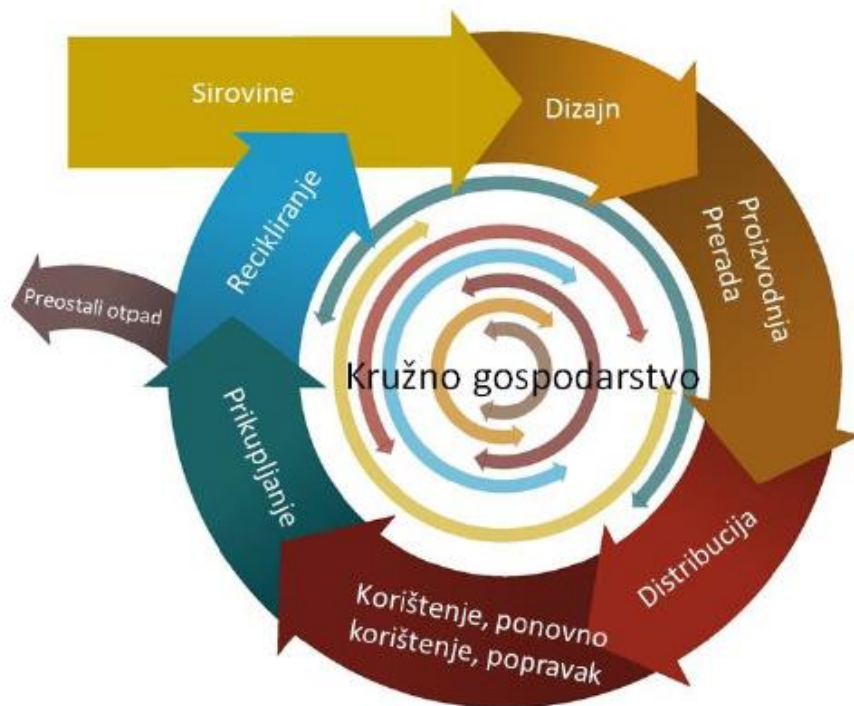 Sirovine
Dizajn
Proizvodnja
Prerada
Distribucija
Korištenje, ponovno
korištenje, popravak
Prikupljanje
Recikliranje
Preostali otpad
Kružno gospodarstvo